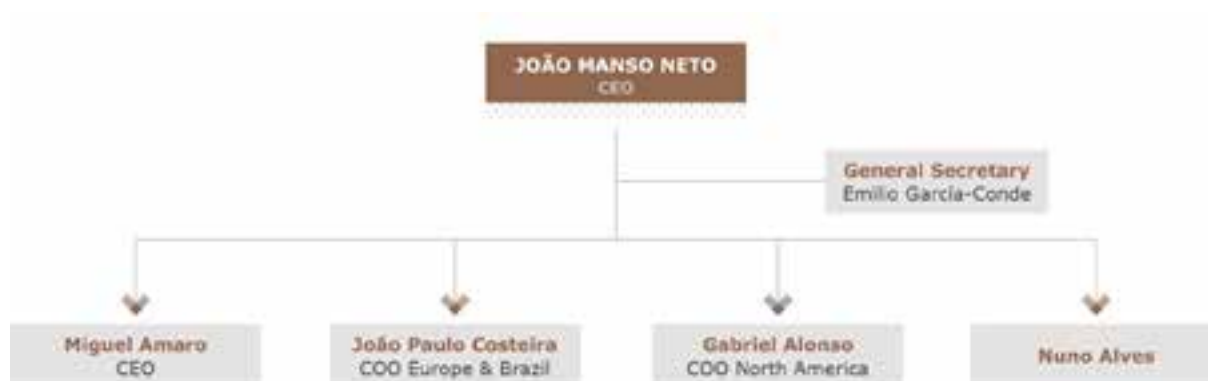 JOÃO MANSO NETO
CEO
General Secretary
Emilio García-Conde
Miguel Amaro
CEO
João Paulo Costeira
COO Europe & Brazil
Gabriel Alonso
COO North America
Nuno Alves